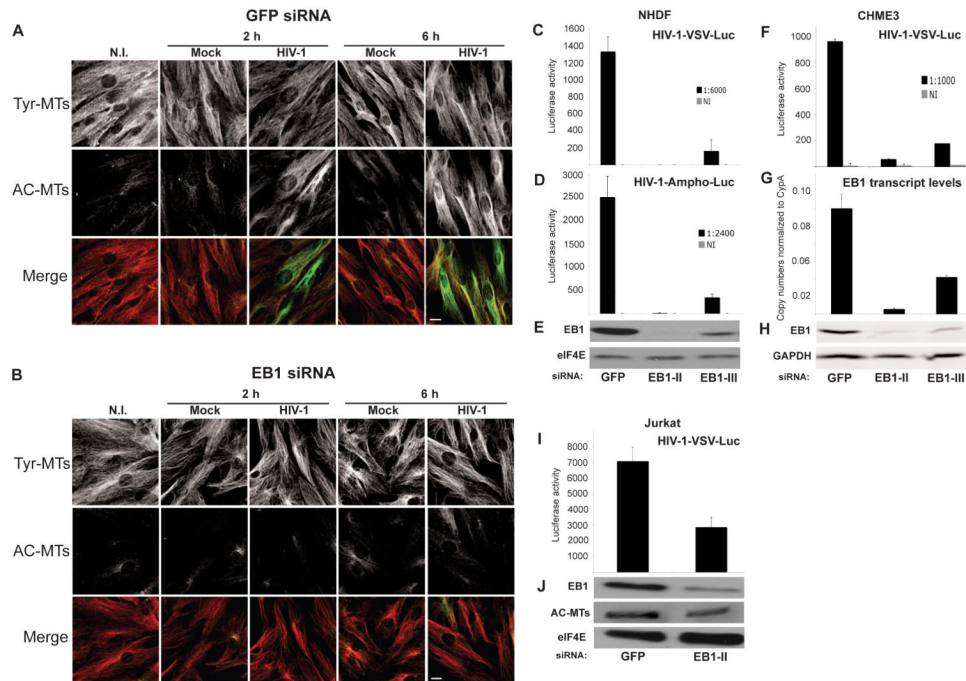 GFP siRNA
A
2 h
6 h
N.I.
Mock
HIV-1
Mock
HIV-1
Tyr-MTs
AC-MTs
Merge
B
EB1 siRNA
2 h
6 h
N.I.
Mock
HIV-1
Mock
HIV-1
Tyr-MTs
AC-MTs
Merge
NHDF
C
HIV-1-VSV-Luc
Luciferase activity
1600
1400
1200
1000
800
600
400
200
1:6000
NI
D
HIV-1-Ampho-Luc
Luciferase activity
3000
2500
2000
1500
1000
500
1:2400
NI
E
EB1
eIF4E
siRNA:
GFP
EB1-II
EB1-III
CHME3
F
HIV-1-VSV-Luc
Luciferase activity
1000
800
600
400
200
1:1000
NI
G
EB1 transcript levels
Copy numbers normalized to CypA
0.10
0.06
0.02
H
EB1
GAPDH
siRNA:
GFP
EB1-II
EB1-III
Jurkat
I
HIV-1-VSV-Luc
Luciferase activity
8000
7000
6000
5000
4000
3000
2000
1000
J
EB1
AC-MTs
eIF4E
siRNA:
GFP
EB1-II